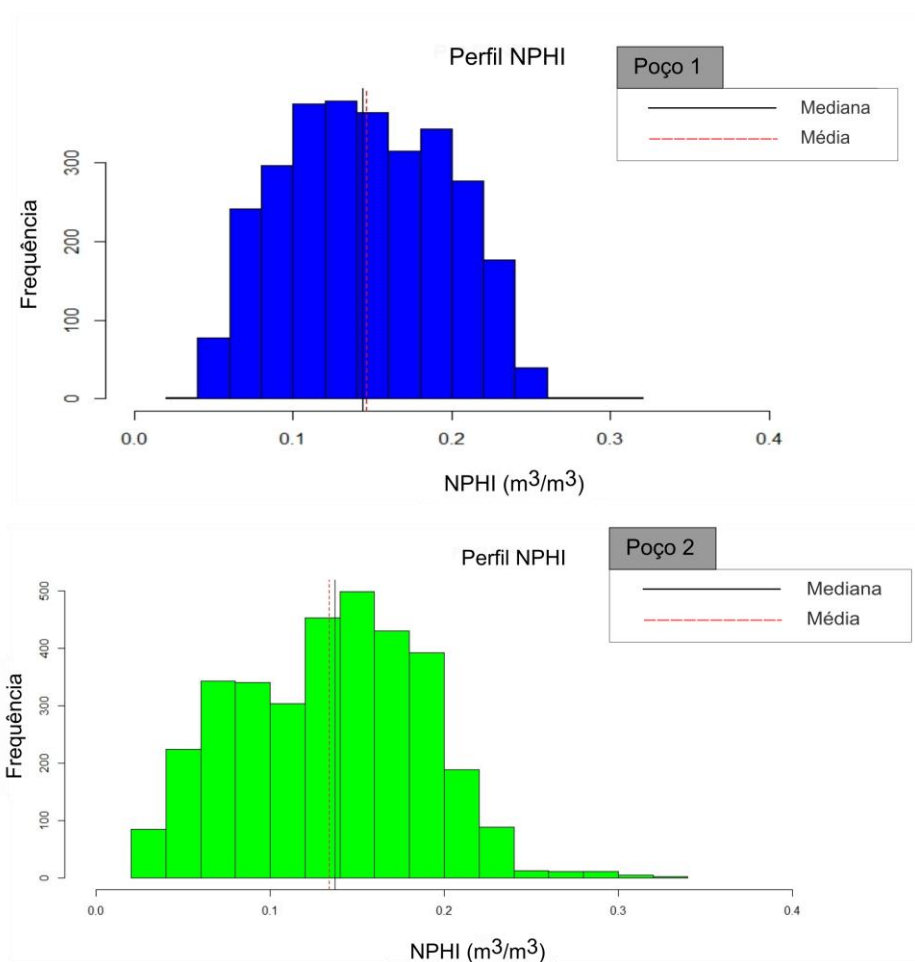 Perfil NPHI
Poço 1
Mediana
Média
Frequência
300
200
100
0
0.0 0.1 0.2 0.3 0.4
NPHI (m³/m³)
Perfil NPHI
Poço 2
Mediana
Média
Frequência
500
400
300
200
100
0
0.0 0.1 0.2 0.3 0.4
NPHI (m³/m³)